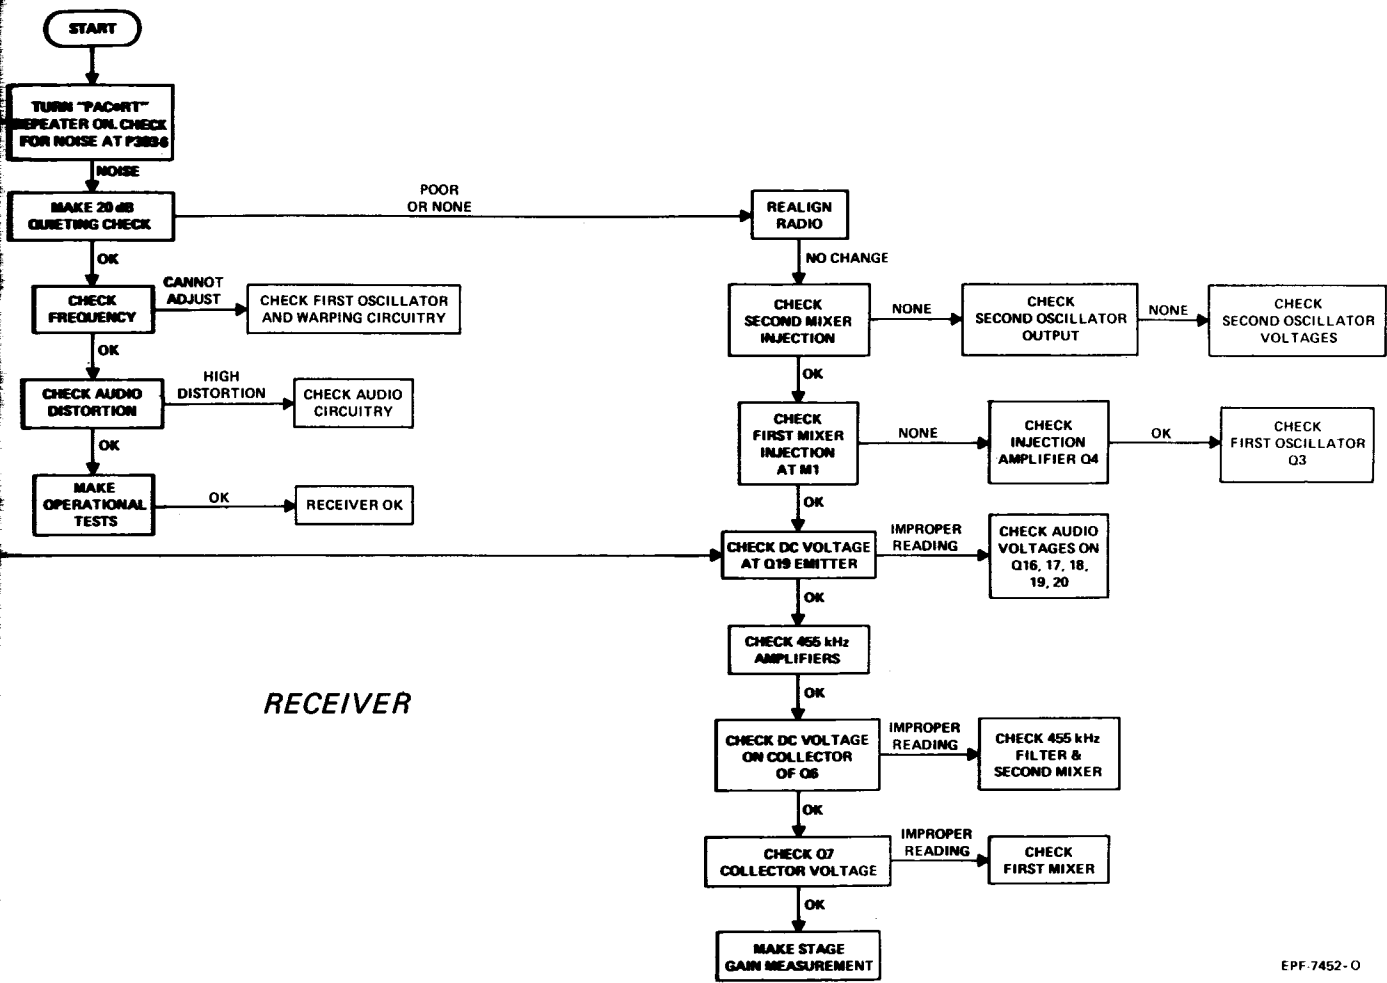 START
TURN "PAC•RT"
REPEATER ON. CHECK
FOR NOISE AT P303-6
NOISE
MAKE 20 dB
QUIETING CHECK
POOR
OR NONE
REALIGN
RADIO
OK
NO CHANGE
CHECK
FREQUENCY
CANNOT
ADJUST
CHECK FIRST OSCILLATOR
AND WARPING CIRCUITRY
CHECK
SECOND MIXER
INJECTION
NONE
CHECK
SECOND OSCILLATOR
OUTPUT
NONE
CHECK
SECOND OSCILLATOR
VOLTAGES
OK
OK
CHECK AUDIO
DISTORTION
HIGH
DISTORTION
CHECK AUDIO
CIRCUITRY
CHECK
FIRST MIXER
INJECTION
AT M1
NONE
CHECK
INJECTION
AMPLIFIER Q4
OK
CHECK
FIRST OSCILLATOR
Q3
OK
MAKE
OPERATIONAL
TESTS
OK
RECEIVER OK
OK
CHECK DC VOLTAGE
AT Q19 EMITTER
IMPROPER
READING
CHECK AUDIO
VOLTAGES ON
Q16, 17, 18,
19, 20
OK
CHECK 455 kHz
AMPLIFIERS
OK
RECEIVER
CHECK DC VOLTAGE
ON COLLECTOR
OF Q6
IMPROPER
READING
CHECK 455 kHz
FILTER &
SECOND MIXER
OK
CHECK Q7
COLLECTOR VOLTAGE
IMPROPER
READING
CHECK
FIRST MIXER
OK
MAKE STAGE
GAIN MEASUREMENT
EPF-7452-O